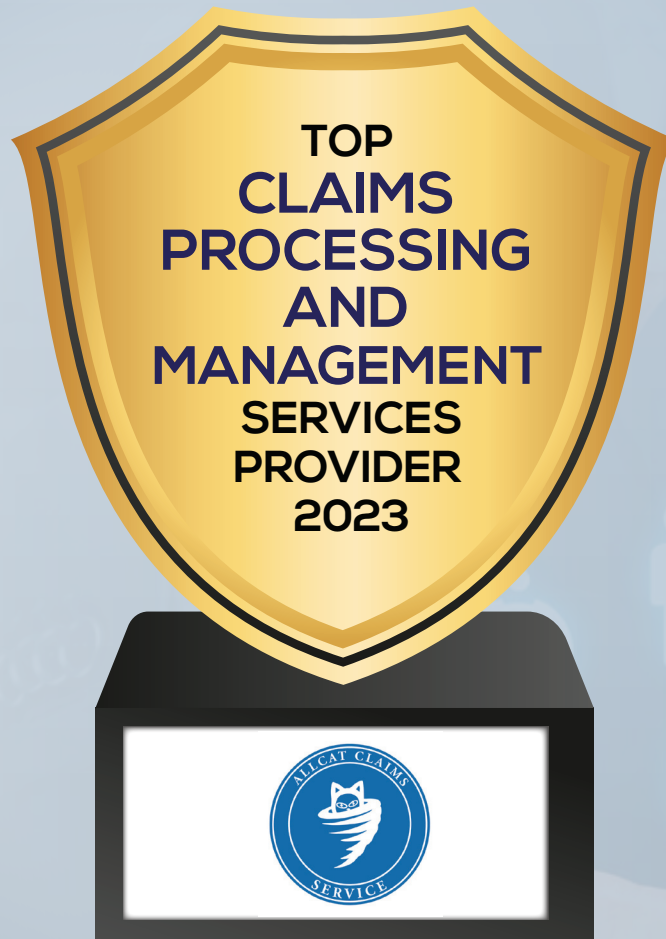 TOP
CLAIMS
PROCESSING
AND
MANAGEMENT
SERVICES
PROVIDER
2023
ALLCAT CLAIMS
SERVICE